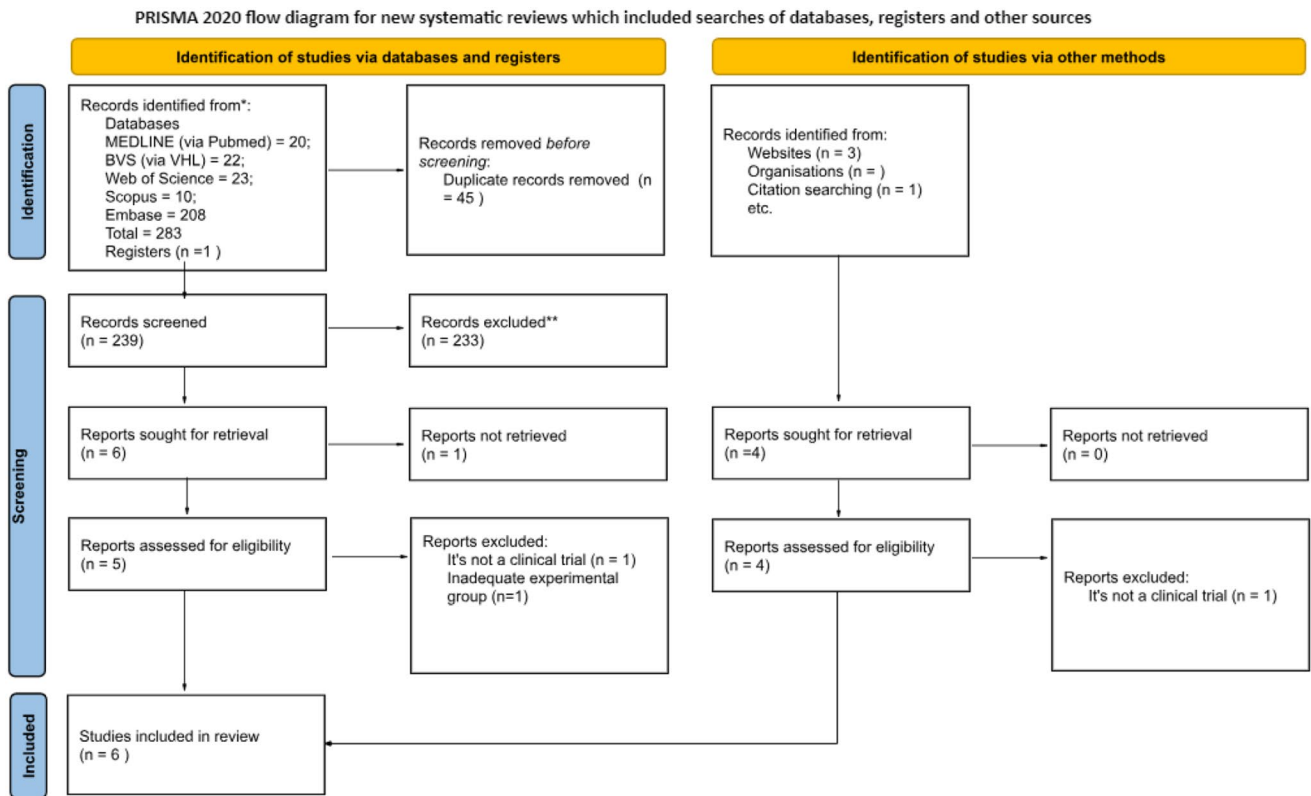 PRISMA 2020 flow diagram for new systematic reviews which included searches of databases, registers and other sources
Identification of studies via databases and registers
Identification of studies via other methods
Identification
Records identified from*:
Databases
MEDLINE (via Pubmed) = 20;
BVS (via VHL) = 22;
Web of Science = 23;
Scopus = 10;
Embase = 208
Total = 283
Registers (n =1 )
Records removed before
screening:
Duplicate records removed (n
= 45 )
Records identified from:
Websites (n = 3)
Organisations (n = )
Citation searching (n = 1)
etc.
Screening
Records screened
(n = 239)
Records excluded**
(n = 233)
Reports sought for retrieval
(n = 6)
Reports not retrieved
(n = 1)
Reports sought for retrieval
(n =4)
Reports not retrieved
(n = 0)
Reports assessed for eligibility
(n = 5)
Reports excluded:
It's not a clinical trial (n = 1)
Inadequate experimental
group (n=1)
Reports assessed for eligibility
(n = 4)
Reports excluded:
It's not a clinical trial (n = 1)
Included
Studies included in review
(n = 6 )